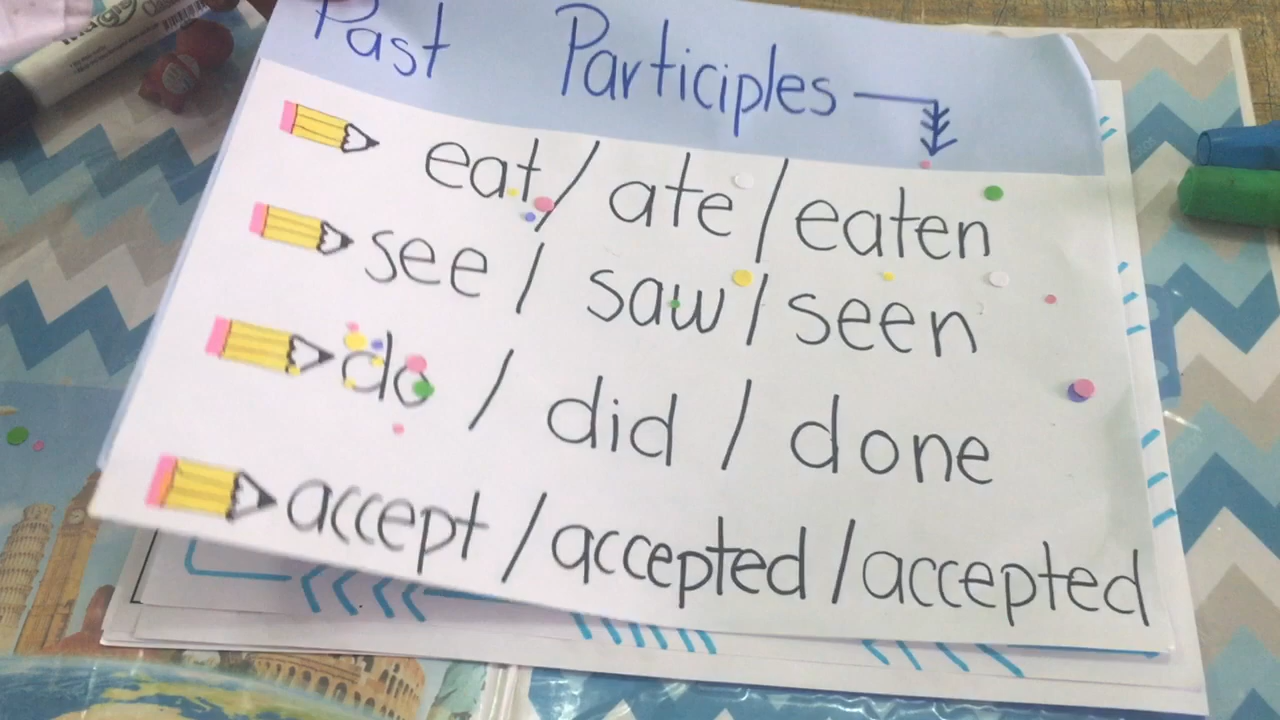 Past Participles
eat / ate / eaten
see / saw / seen
do / did / done
accept / accepted / accepted